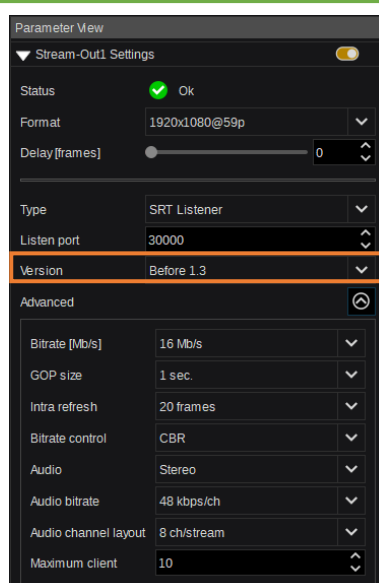 Parameter View
Stream-Out1 Settings
Status Ok
Format 1920x1080@59p
Delay[frames] 0
Type SRT Listener
Listen port 30000
Version Before 1.3
Advanced
Bitrate [Mb/s] 16 Mb/s
GOP size 1 sec.
Intra refresh 20 frames
Bitrate control CBR
Audio Stereo
Audio bitrate 48 kbps/ch
Audio channel layout 8 ch/stream
Maximum client 10